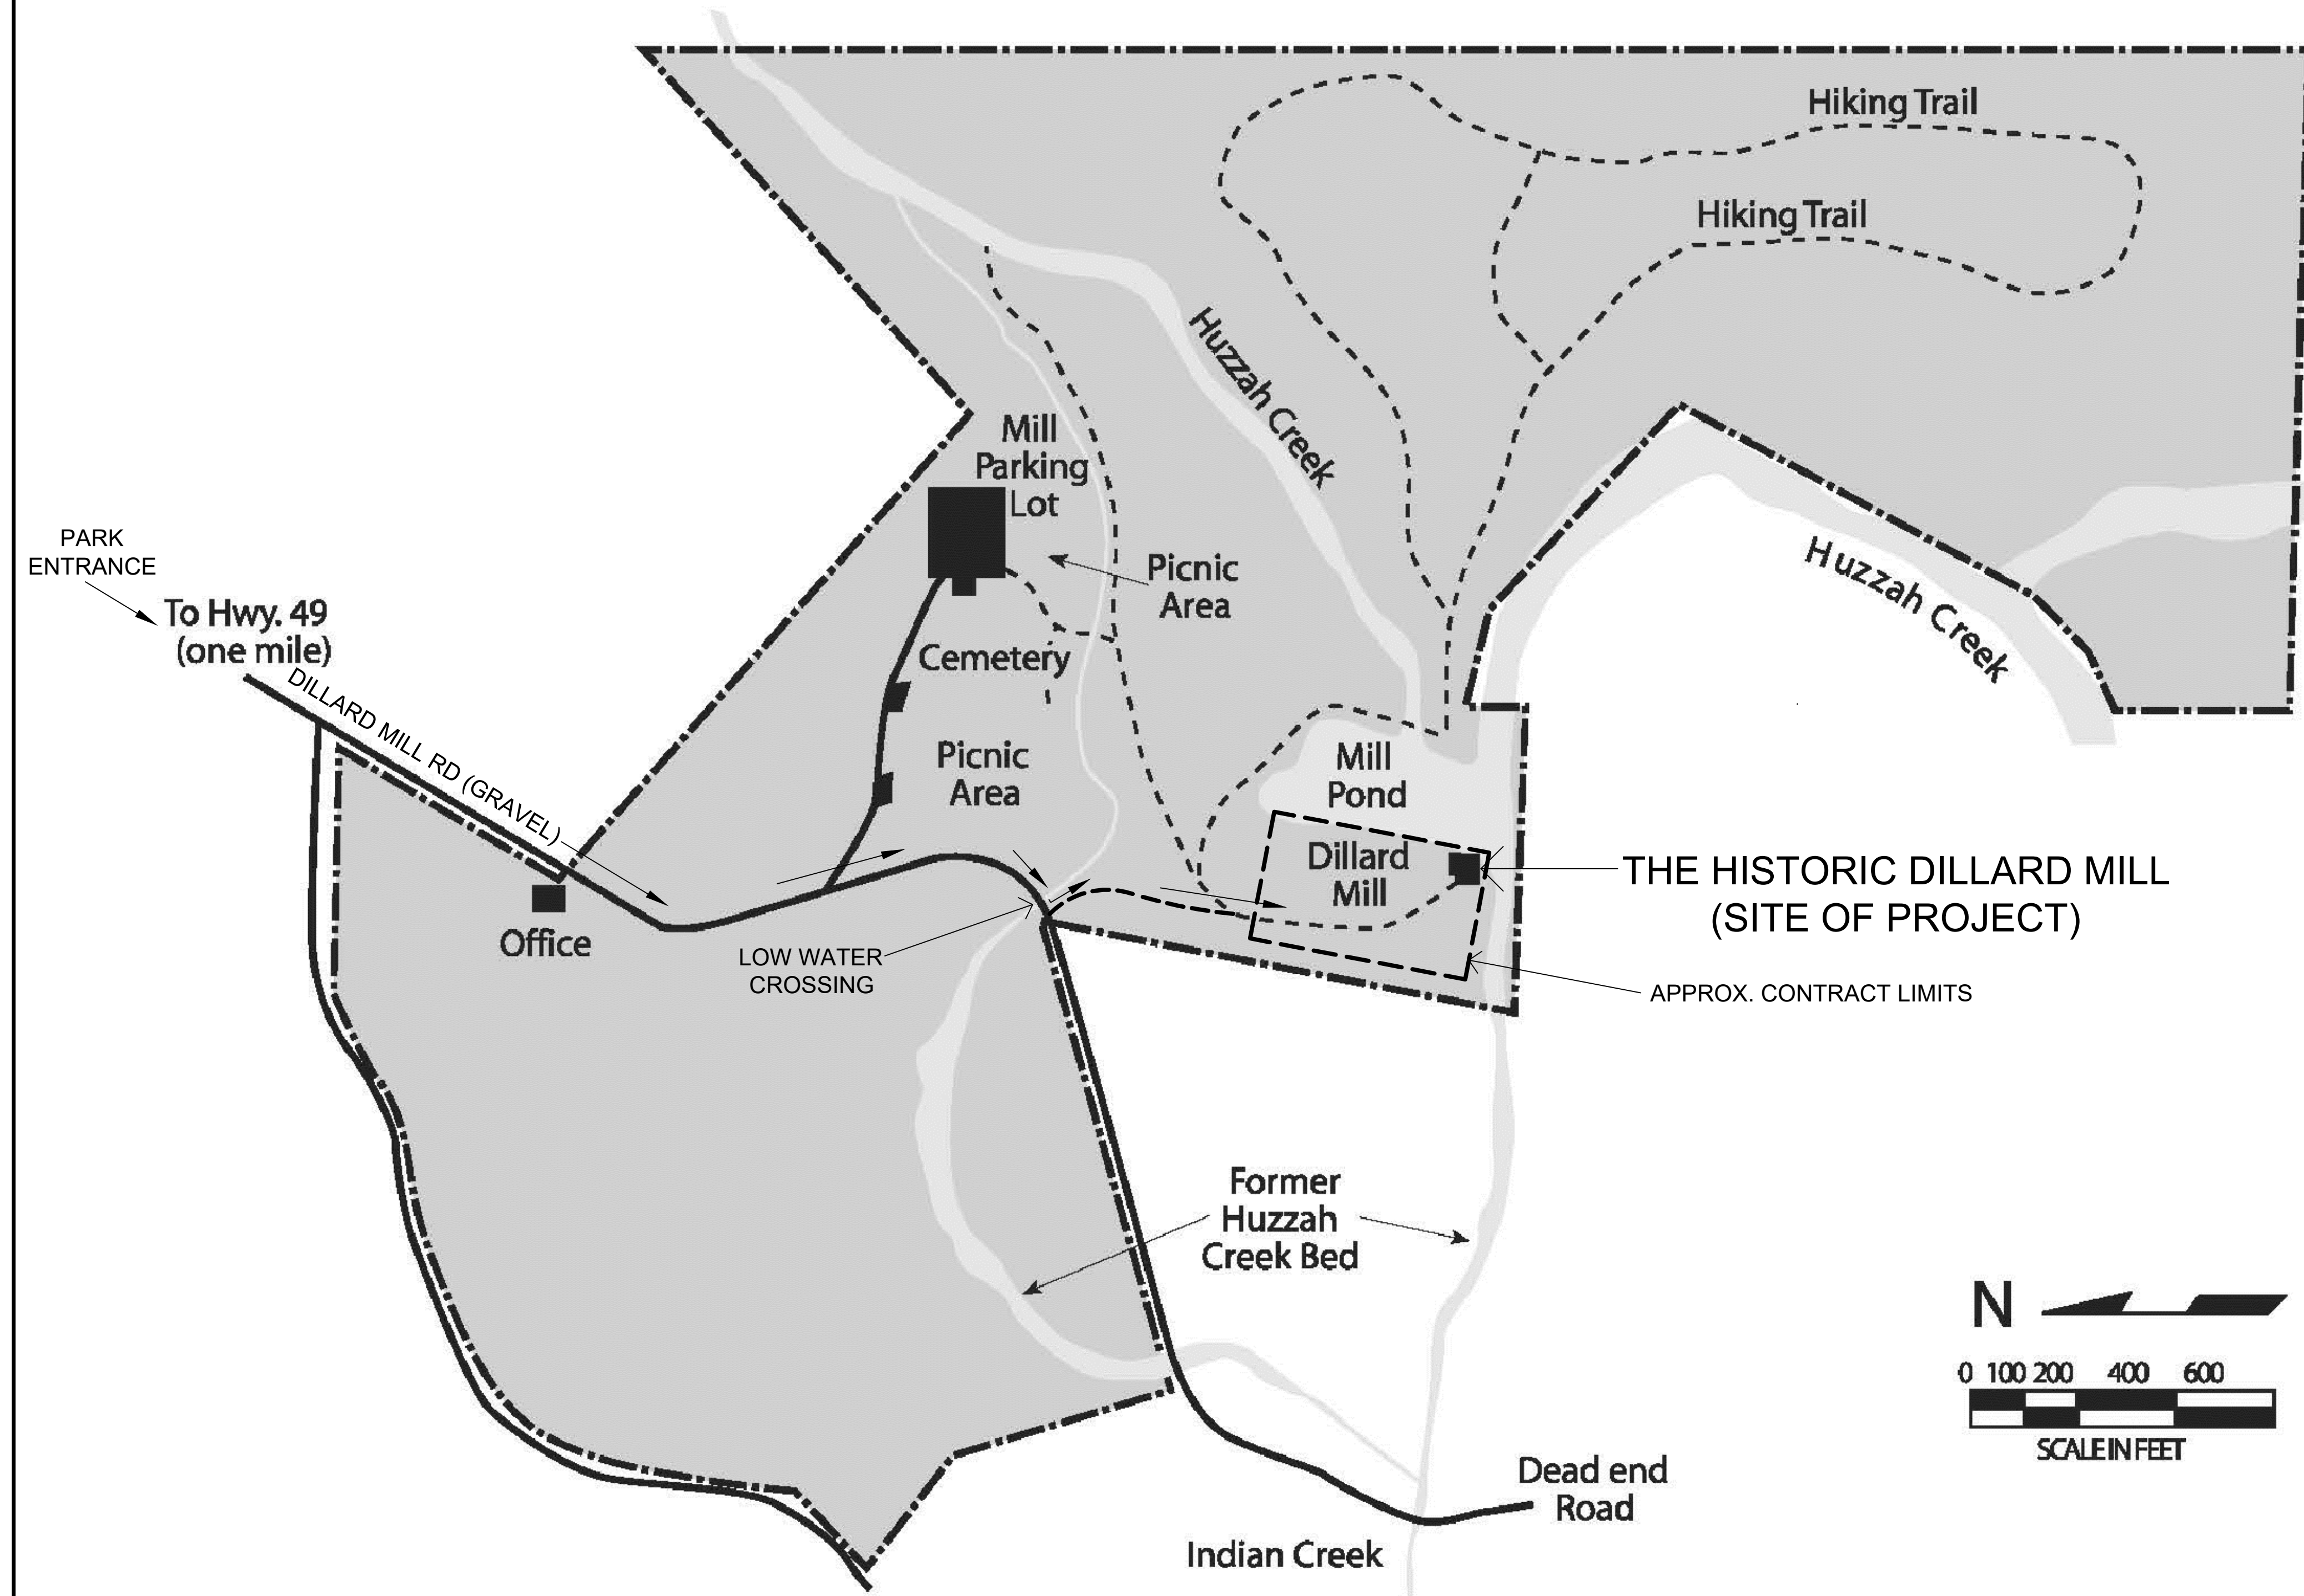 Hiking Trail
Hiking Trail
Huzzah Creek
Mill
Parking
Lot
PARK
ENTRANCE
To Hwy. 49
(one mile)
DILLARD MILL RD (GRAVEL)
Picnic
Area
Huzzah Creek
Cemetery
Picnic
Area
Mill
Pond
Dillard
Mill
THE HISTORIC DILLARD MILL
(SITE OF PROJECT)
Office
LOW WATER
CROSSING
APPROX. CONTRACT LIMITS
Former
Huzzah
Creek Bed
N
0 100 200 400 600
SCALE IN FEET
Dead end
Road
Indian Creek